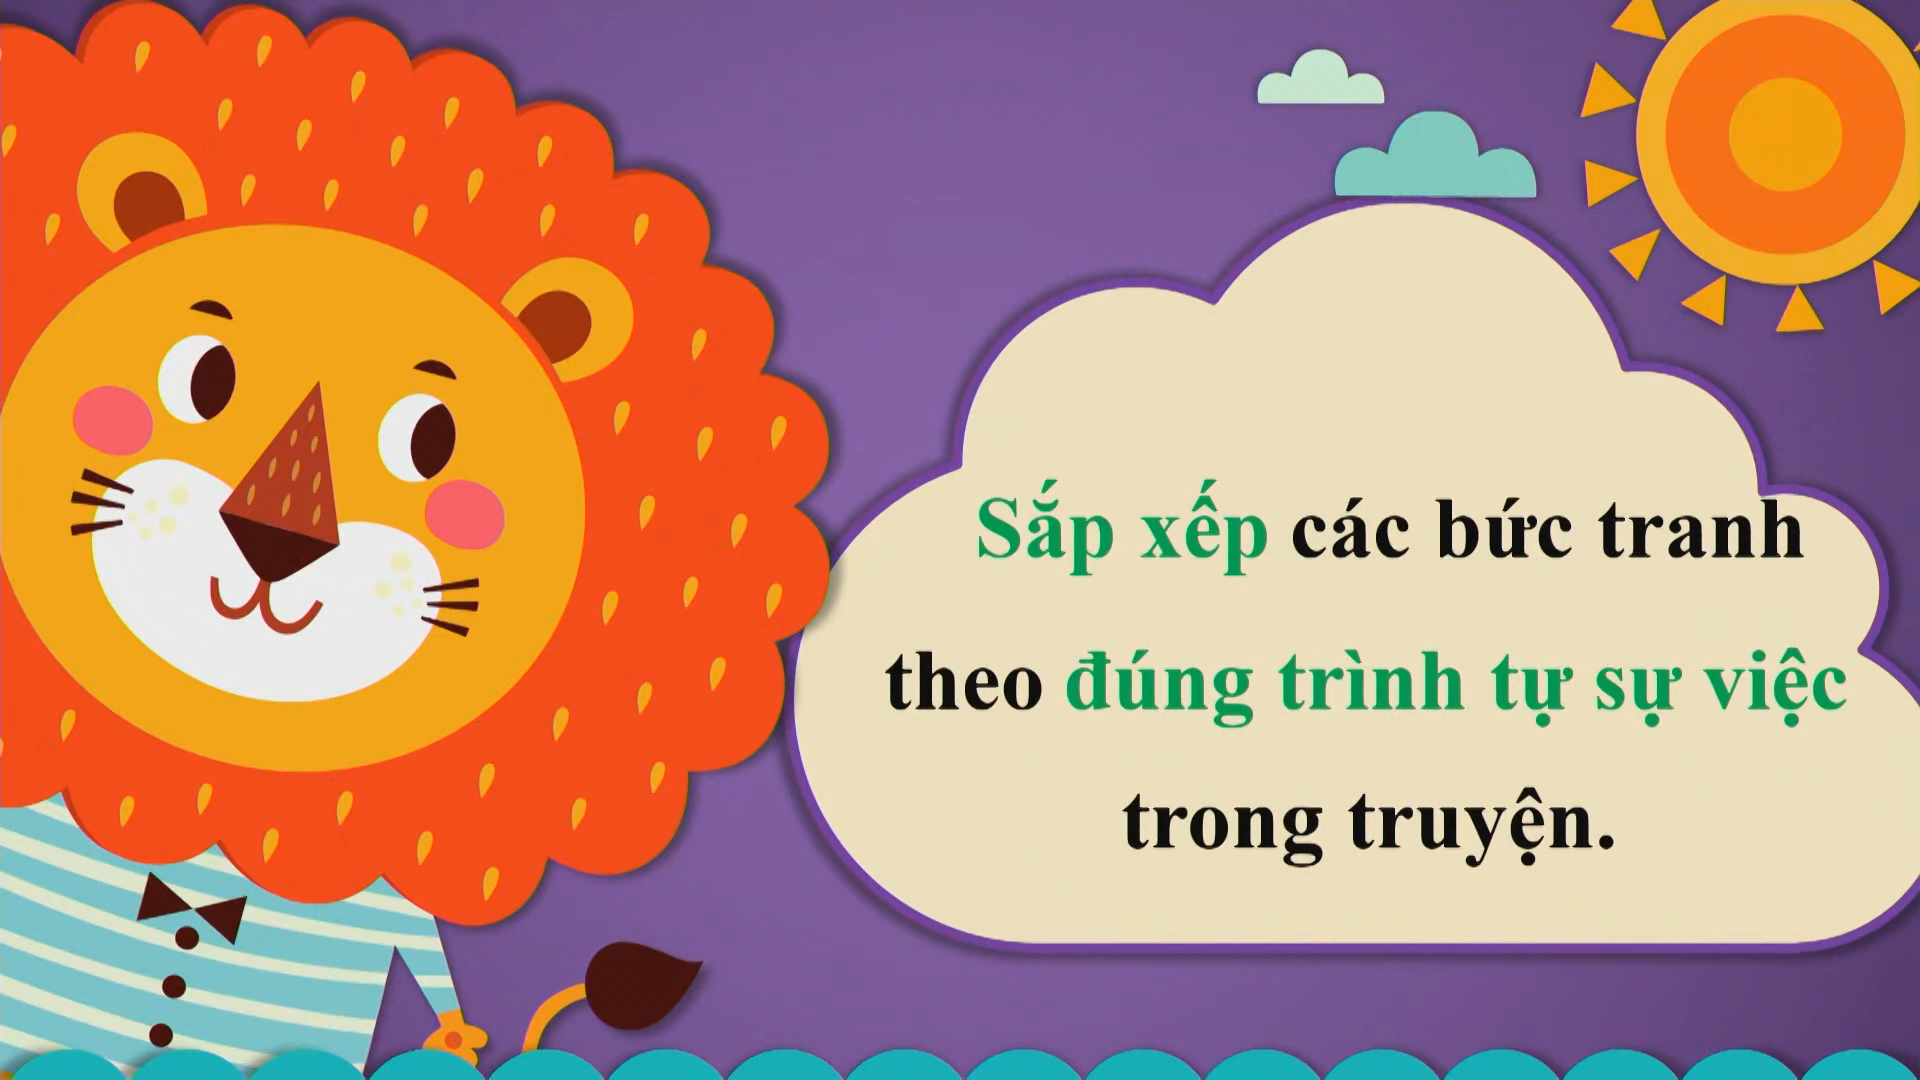 Sắp xếp các bức tranh
theo đúng trình tự sự việc
trong truyện.